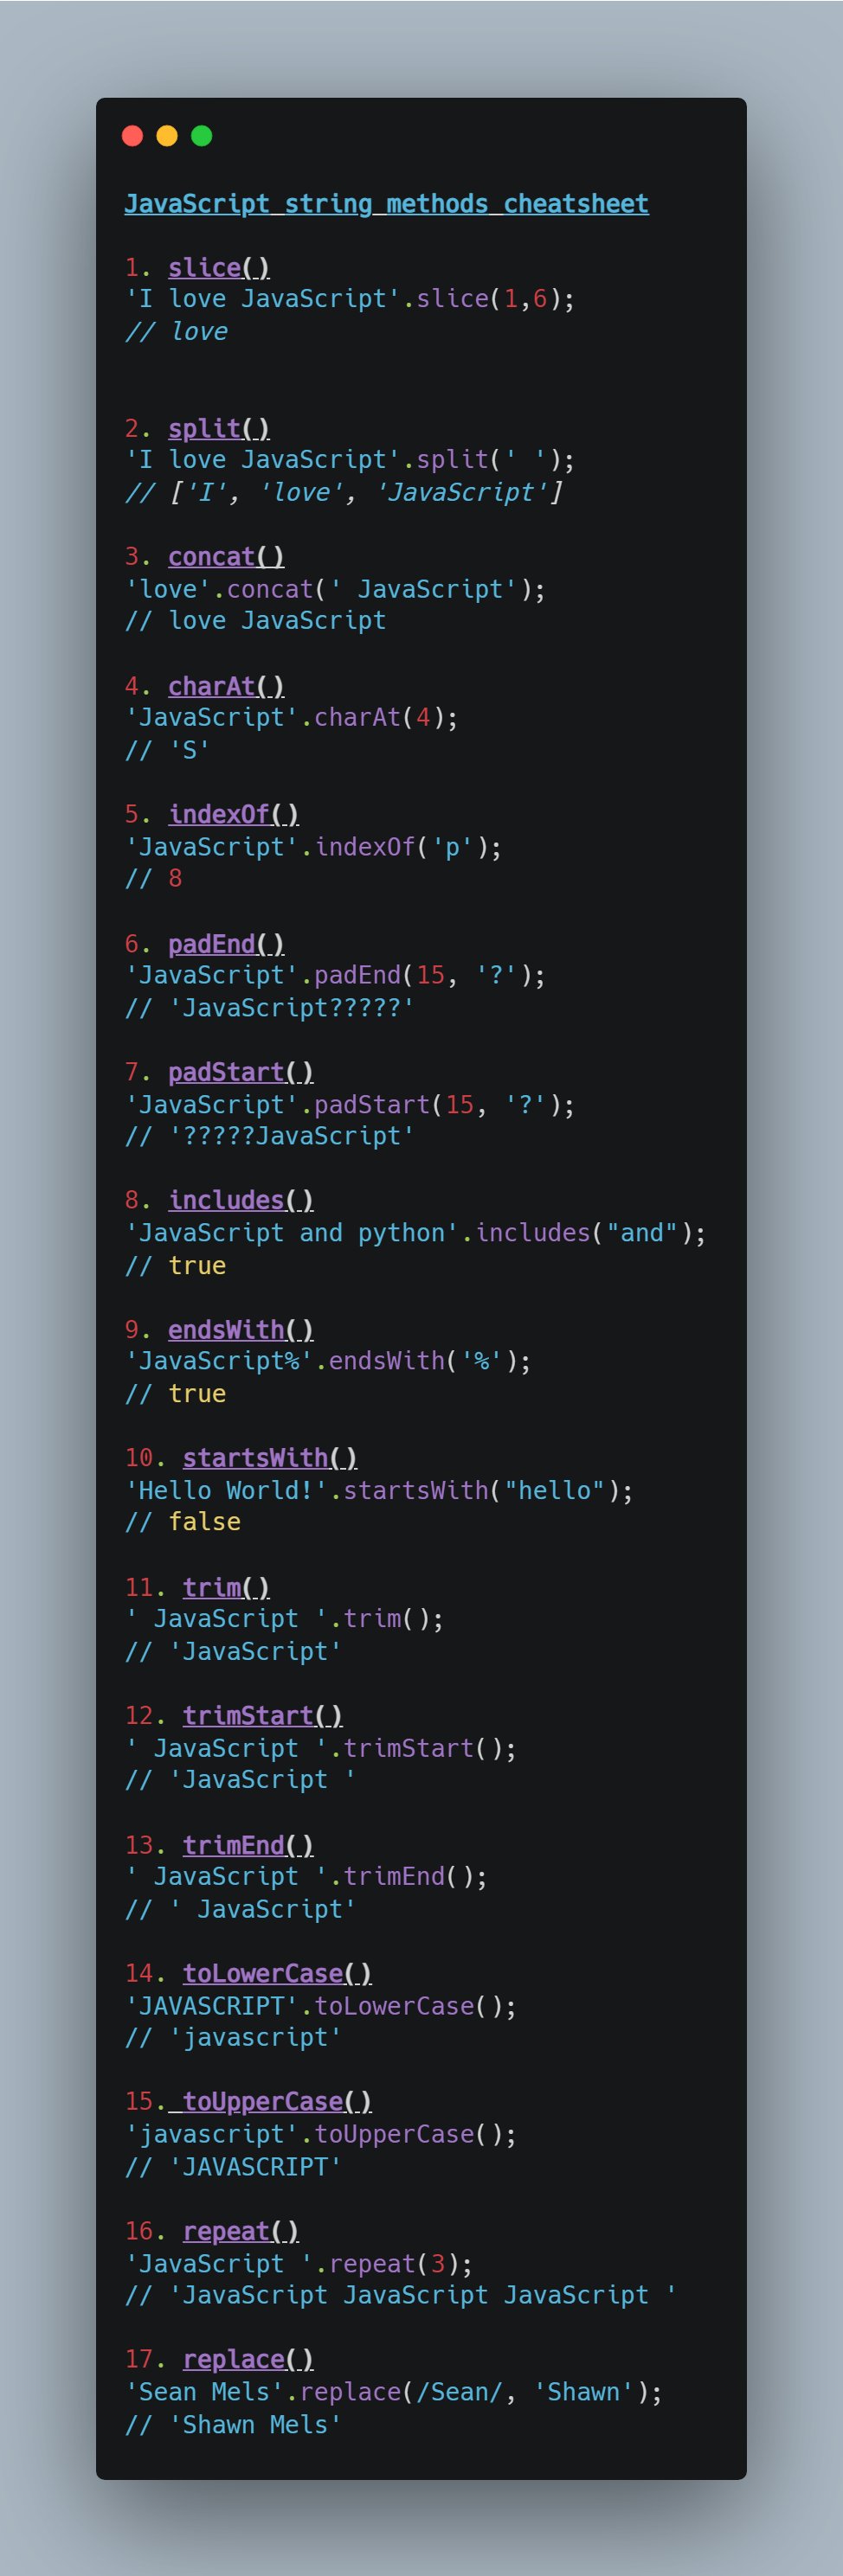 JavaScript string methods cheatsheet
1. slice()
'I love JavaScript'.slice(1,6);
// love
2. split()
'I love JavaScript'.split(' ');
// ['I', 'love', 'JavaScript']
3. concat()
'love'.concat(' JavaScript');
// love JavaScript
4. charAt()
'JavaScript'.charAt(4);
// 'S'
5. indexOf()
'JavaScript'.indexOf('p');
// 8
6. padEnd()
'JavaScript'.padEnd(15, '?');
// 'JavaScript?????'
7. padStart()
'JavaScript'.padStart(15, '?');
// '?????JavaScript'
8. includes()
'JavaScript and python'.includes("and");
// true
9. endsWith()
'JavaScript%'.endsWith('%');
// true
10. startsWith()
'Hello World!'.startsWith("hello");
// false
11. trim()
' JavaScript '.trim();
// 'JavaScript'
12. trimStart()
' JavaScript '.trimStart();
// 'JavaScript '
13. trimEnd()
' JavaScript '.trimEnd();
// ' JavaScript'
14. toLowerCase()
'JAVASCRIPT'.toLowerCase();
// 'javascript'
15. toUpperCase()
'javascript'.toUpperCase();
// 'JAVASCRIPT'
16. repeat()
'JavaScript '.repeat(3);
// 'JavaScript JavaScript JavaScript '
17. replace()
'Sean Mels'.replace(/Sean/, 'Shawn');
// 'Shawn Mels'